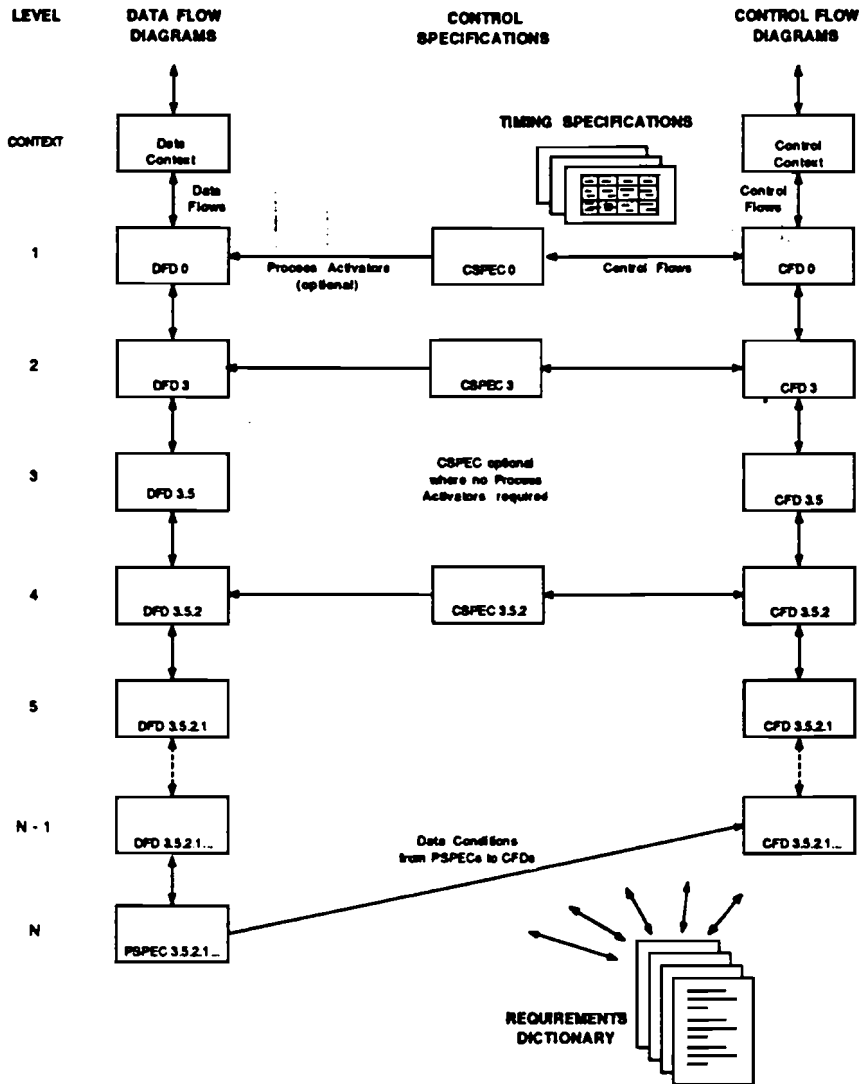 LEVEL
DATA FLOW
DIAGRAMS
CONTROL
SPECIFICATIONS
CONTROL FLOW
DIAGRAMS
CONTEXT
Data
Context
TIMING SPECIFICATIONS
Control
Context
Data
Flows
Control
Flows
1
DFD 0
Process Activators
(optional)
CSPEC 0
Control Flows
CFD 0
2
DFD 3
CSPEC 3
CFD 3
3
DFD 3.5
CSPEC optional
where no Process
Activators required
CFD 3.5
4
DFD 3.5.2
CSPEC 3.5.2
CFD 3.5.2
5
DFD 3.5.2.1
CFD 3.5.2.1
N - 1
DFD 3.5.2.1...
Data Conditions
from PSPECs to CFDs
CFD 3.5.2.1...
N
PSPEC 3.5.2.1...
REQUIREMENTS
DICTIONARY